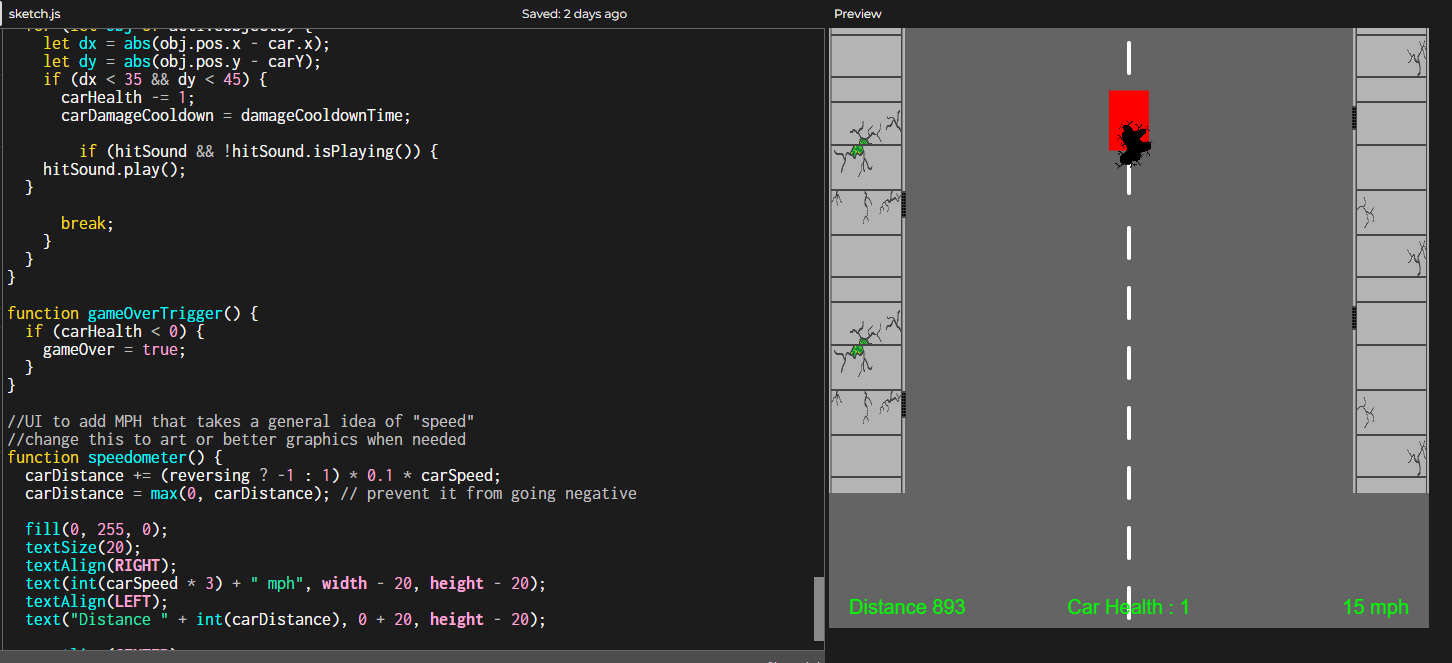 sketch.js
Saved: 2 days ago
Preview
for (let obj of activeObjects) {
let dx = abs(obj.pos.x - car.x);
let dy = abs(obj.pos.y - carY);
if (dx < 35 && dy < 45) {
carHealth -= 1;
carDamageCooldown = damageCooldownTime;
if (hitSound && !hitSound.isPlaying()) {
hitSound.play();
}
break;
}
}
}
function gameOverTrigger() {
if (carHealth < 0) {
gameOver = true;
}
}
//UI to add MPH that takes a general idea of "speed"
//change this to art or better graphics when needed
function speedometer() {
carDistance += (reversing ? -1 : 1) * 0.1 * carSpeed;
carDistance = max(0, carDistance); // prevent it from going negative
fill(0, 255, 0);
textSize(20);
textAlign(RIGHT);
text(int(carSpeed * 3) + " mph", width - 20, height - 20);
textAlign(LEFT);
text("Distance " + int(carDistance), 0 + 20, height - 20);
Distance 893
Car Health : 1
15 mph